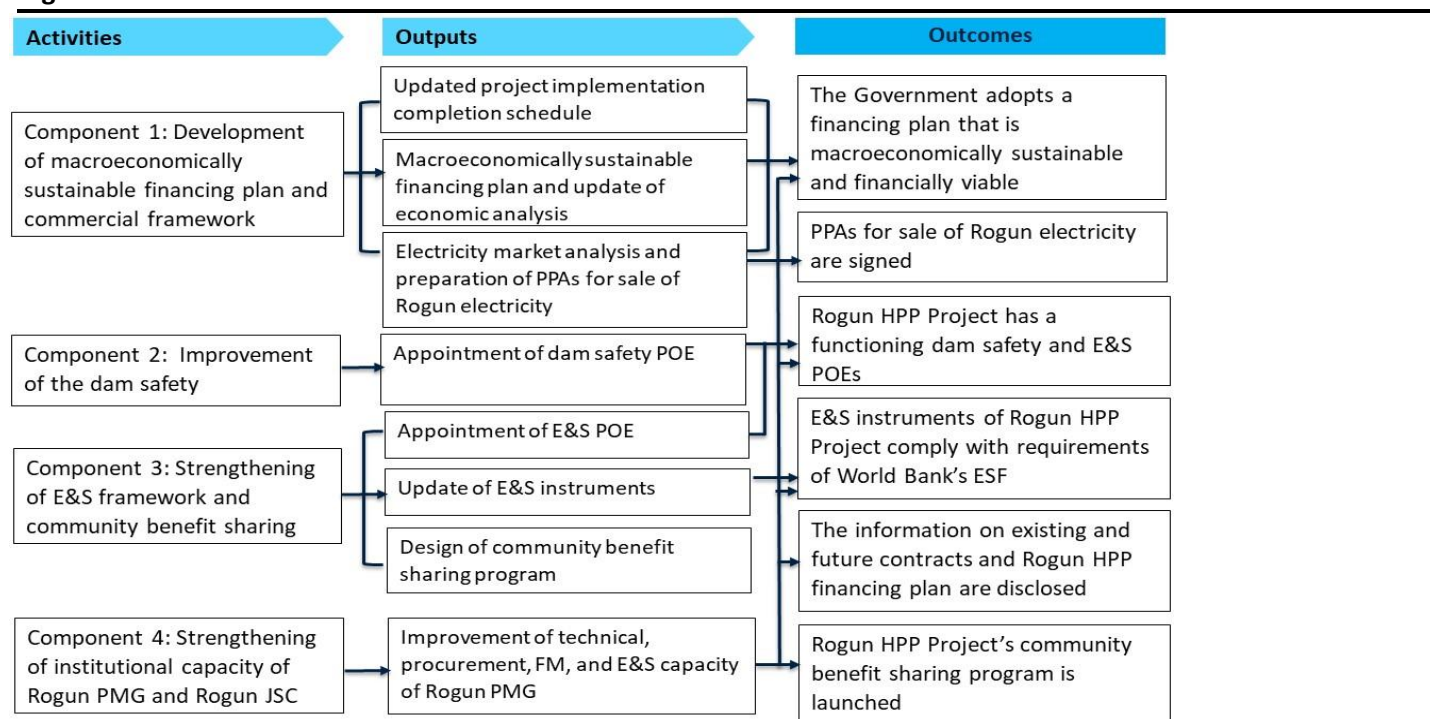 Activities
Outputs
Outcomes
Component 1: Development
of macroeconomically
sustainable financing plan and
commercial framework
Updated project implementation
completion schedule
Macroeconomically sustainable
financing plan and update of
economic analysis
Electricity market analysis and
preparation of PPAs for sale of
Rogun electricity
The Government adopts a
financing plan that is
macroeconomically sustainable
and financially viable
PPAs for sale of Rogun electricity
are signed
Component 2: Improvement
of the dam safety
Appointment of dam safety POE
Rogun HPP Project has a
functioning dam safety and E&S
POEs
Component 3: Strengthening
of E&S framework and
community benefit sharing
Appointment of E&S POE
Update of E&S instruments
Design of community benefit
sharing program
E&S instruments of Rogun HPP
Project comply with requirements
of World Bank’s ESF
The information on existing and
future contracts and Rogun HPP
financing plan are disclosed
Component 4: Strengthening
of institutional capacity of
Rogun PMG and Rogun JSC
Improvement of technical,
procurement, FM, and E&S capacity
of Rogun PMG
Rogun HPP Project’s community
benefit sharing program is
launched